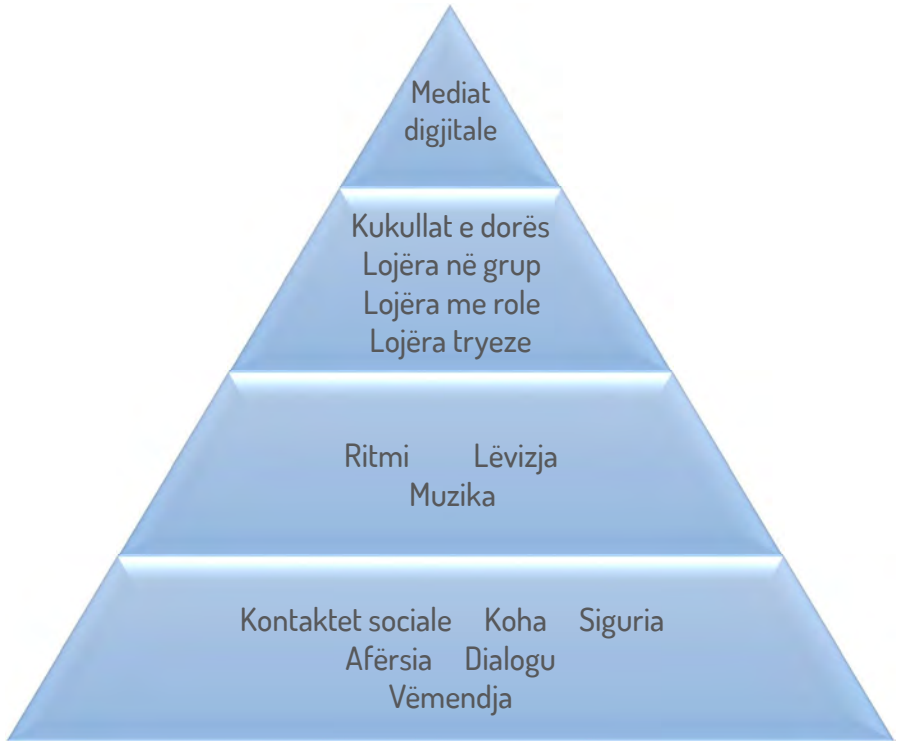 Mediat
digjitale
Kukullat e dorës
Lojëra në grup
Lojëra me role
Lojëra tryeze
Ritmi Lëvizja
Muzika
Kontaktet sociale Koha Siguria
Afërsia Dialogu
Vëmendja